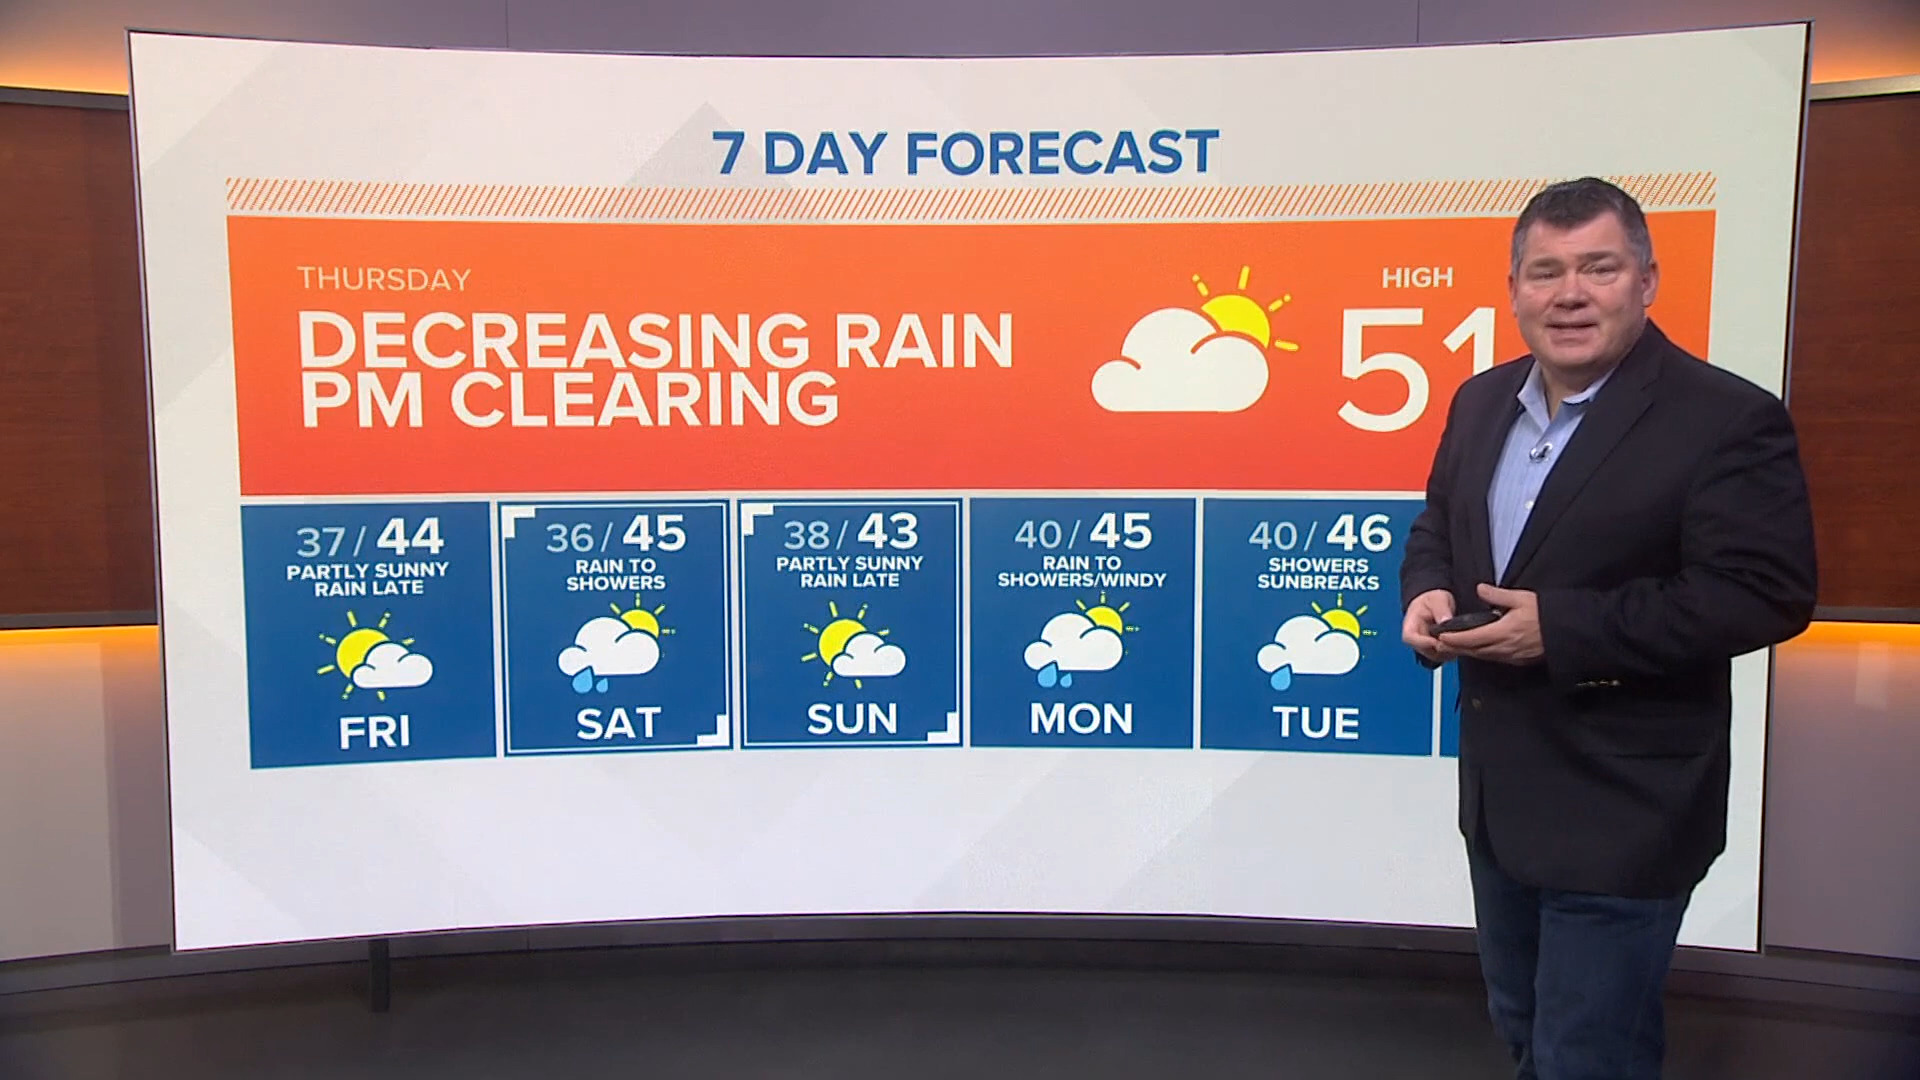 7 DAY FORECAST
THURSDAY
DECREASING RAIN
PM CLEARING
HIGH
51
37 / 44
PARTLY SUNNY
RAIN LATE
FRI
36 / 45
RAIN TO
SHOWERS
SAT
38 / 43
PARTLY SUNNY
RAIN LATE
SUN
40 / 45
RAIN TO
SHOWERS/WINDY
MON
40 / 46
SHOWERS
SUNBREAKS
TUE